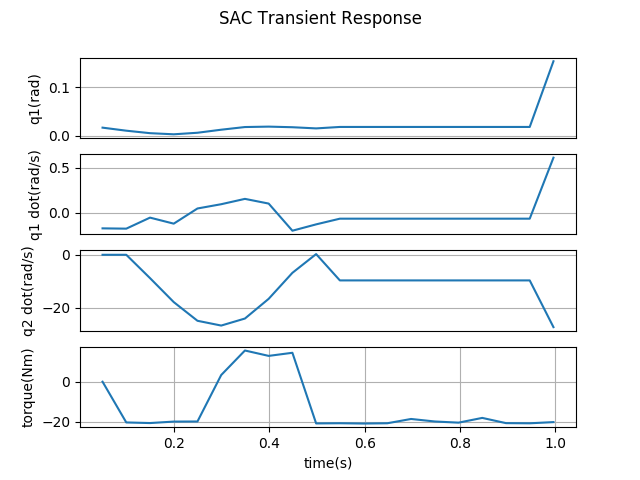 SAC Transient Response
q1(rad)
0.1
0.0
q1 dot(rad/s)
0.5
0.0
q2 dot(rad/s)
0
−20
torque(Nm)
0
−20
0.2 0.4 0.6 0.8 1.0
time(s)